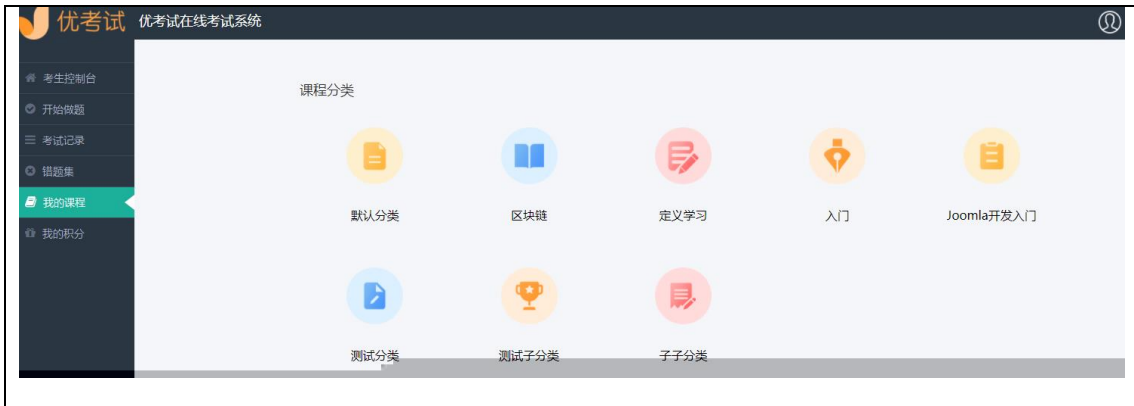 优考试 优考试在线考试系统
考生控制台
开始做题
考试记录
错题集
我的课程
我的积分
课程分类
默认分类 区块链 定义学习 入门 Joomla开发入门
测试分类 测试子分类 子子分类